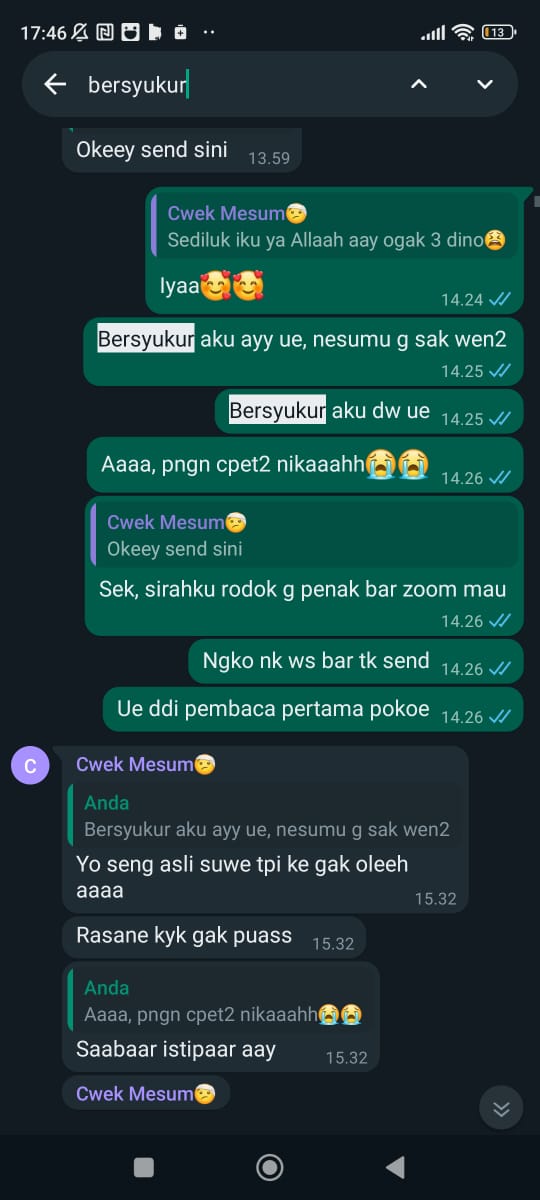 17:46
13
bersyukur
Okeey send sini 13.59
Cwek Mesum🤕
Sediluk iku ya Allaah aay ogak 3 dino😫
Iyaa🥰🥰
14.24
Bersyukur aku ayy ue, nesumu g sak wen2
14.25
Bersyukur aku dw ue 14.25
Aaaa, pngn cpet2 nikaaahh😭😭 14.26
Cwek Mesum🤕
Okeey send sini
Sek, sirahku rodok g penak bar zoom mau
14.26
Ngko nk ws bar tk send 14.26
Ue ddi pembaca pertama pokoe 14.26
C
Cwek Mesum🤕
Anda
Bersyukur aku ayy ue, nesumu g sak wen2
Yo seng asli suwe tpi ke gak oleeh
aaaa
15.32
Rasane kyk gak puass 15.32
Anda
Aaaa, pngn cpet2 nikaaahh😭😭
Saabaar istipaar aay 15.32
Cwek Mesum🤕